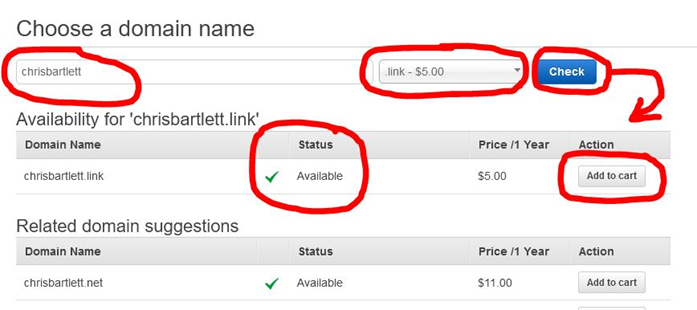 Choose a domain name
chrisbartlett .link - $5.00 Check
Availability for 'chrisbartlett.link'
Domain Name Status Price /1 Year Action
chrisbartlett.link Available $5.00 Add to cart
Related domain suggestions
Domain Name Status Price /1 Year Action
chrisbartlett.net Available $11.00 Add to cart